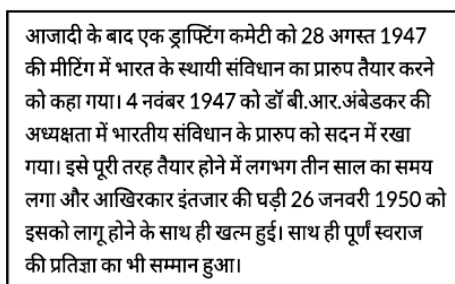 आजादी के बाद एक ड्राफ्टिंग कमेटी को 28 अगस्त 1947
की मीटिंग में भारत के स्थायी संविधान का प्रारुप तैयार करने
को कहा गया। 4 नवंबर 1947 को डॉ बी.आर.अंबेडकर की
अध्यक्षता में भारतीय संविधान के प्रारुप को सदन में रखा
गया। इसे पूरी तरह तैयार होने में लगभग तीन साल का समय
लगा और आखिरकार इंतजार की घड़ी 26 जनवरी 1950 को
इसको लागू होने के साथ ही खत्म हुई। साथ ही पूर्णं स्वराज
की प्रतिज्ञा का भी सम्मान हुआ।